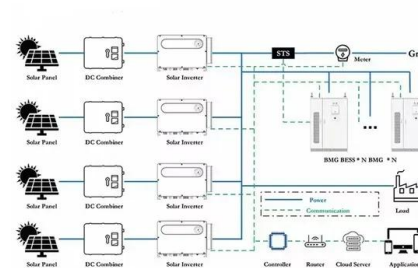 STS
Meter
Solar Panel
DC Combiner
Solar Inverter
Solar Panel
DC Combiner
Solar Inverter
BMG BESS * N BMG * N
Solar Panel
DC Combiner
Solar Inverter
Power
Communication
Load
Solar Panel
DC Combiner
Solar Inverter
Controller
Router
Cloud Server
Application